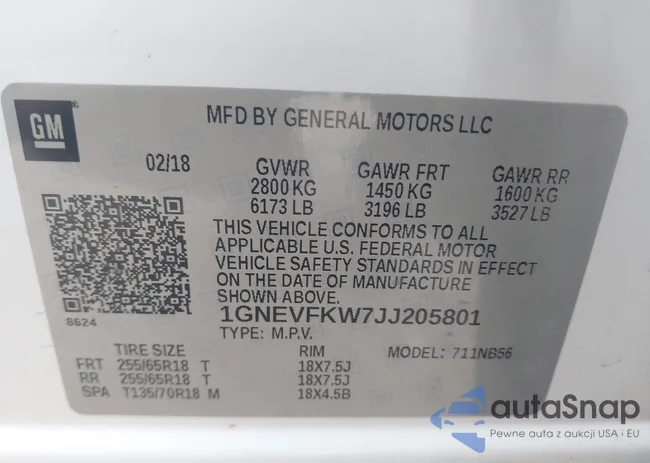 GM
MFD BY GENERAL MOTORS LLC
02/18 GVWR GAWR FRT GAWR RR
2800 KG 1450 KG 1600 KG
6173 LB 3196 LB 3527 LB
THIS VEHICLE CONFORMS TO ALL
APPLICABLE U.S. FEDERAL MOTOR
VEHICLE SAFETY STANDARDS IN EFFECT
ON THE DATE OF MANUFACTURE
SHOWN ABOVE.
8624
1GNEVFKW7JJ205801
TYPE: M.P.V.
TIRE SIZE RIM MODEL: 711NB56
FRT 255/65R18 T 18X7.5J
RR 255/65R18 T 18X7.5J
SPA T135/70R18 M 18X4.5B
autaSnap
Pewne auta z aukcji USA i EU